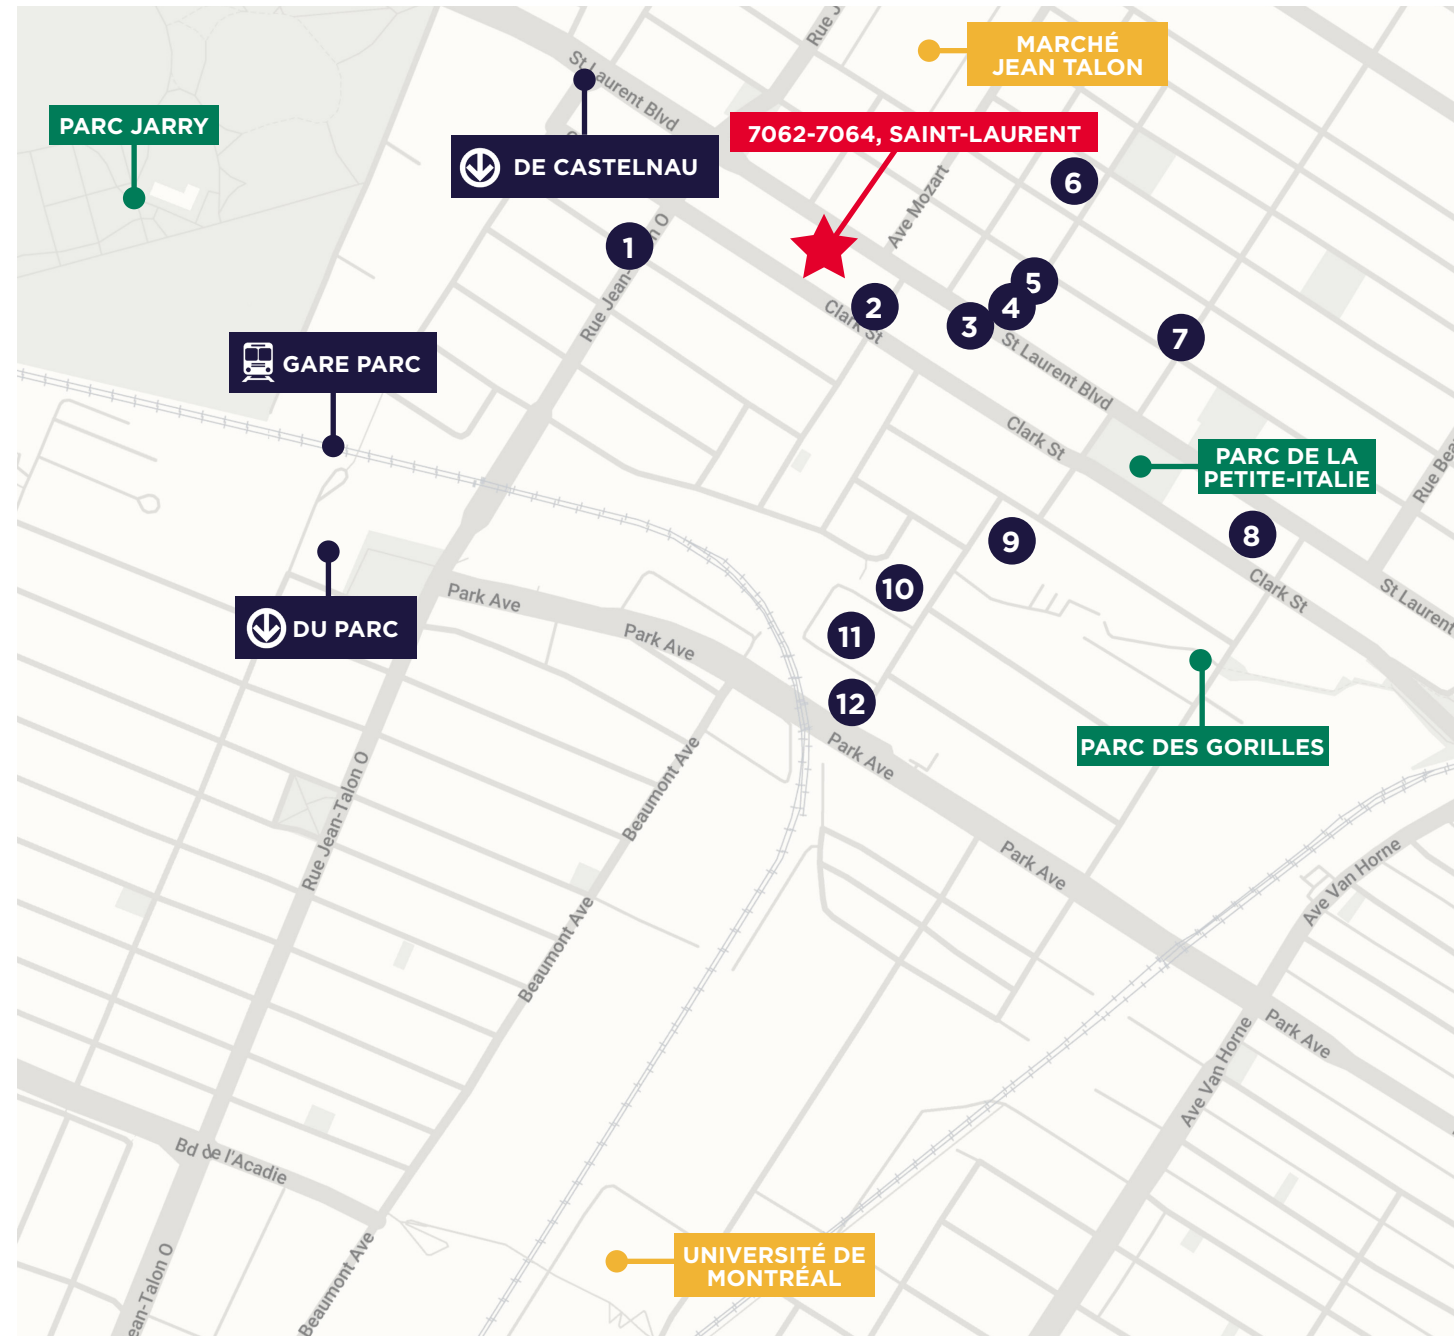 Rue J
MARCHÉ
JEAN TALON
St Laurent Blvd
PARC JARRY
7062-7064, SAINT-LAURENT
DE CASTELNAU
6
Ave Mozart
1
Rue Jean-
n O
5
4
2
3
Clark St
7
St Laurent Blvd
GARE PARC
Clark St
PARC DE LA
PETITE-ITALIE
Rue Bea
8
9
10
Clark St
St Laurent
Park Ave
DU PARC
11
Park Ave
12
PARC DES GORILLES
Park Ave
Beaumont Ave
Rue Jean-Talon O
Park Ave
Ave Van Horne
Beaumont Ave
Park Ave
Ave Van Horne
Bd de l'Acadie
UNIVERSITÉ DE
MONTRÉAL
Beaumont Ave
ean-Talon O